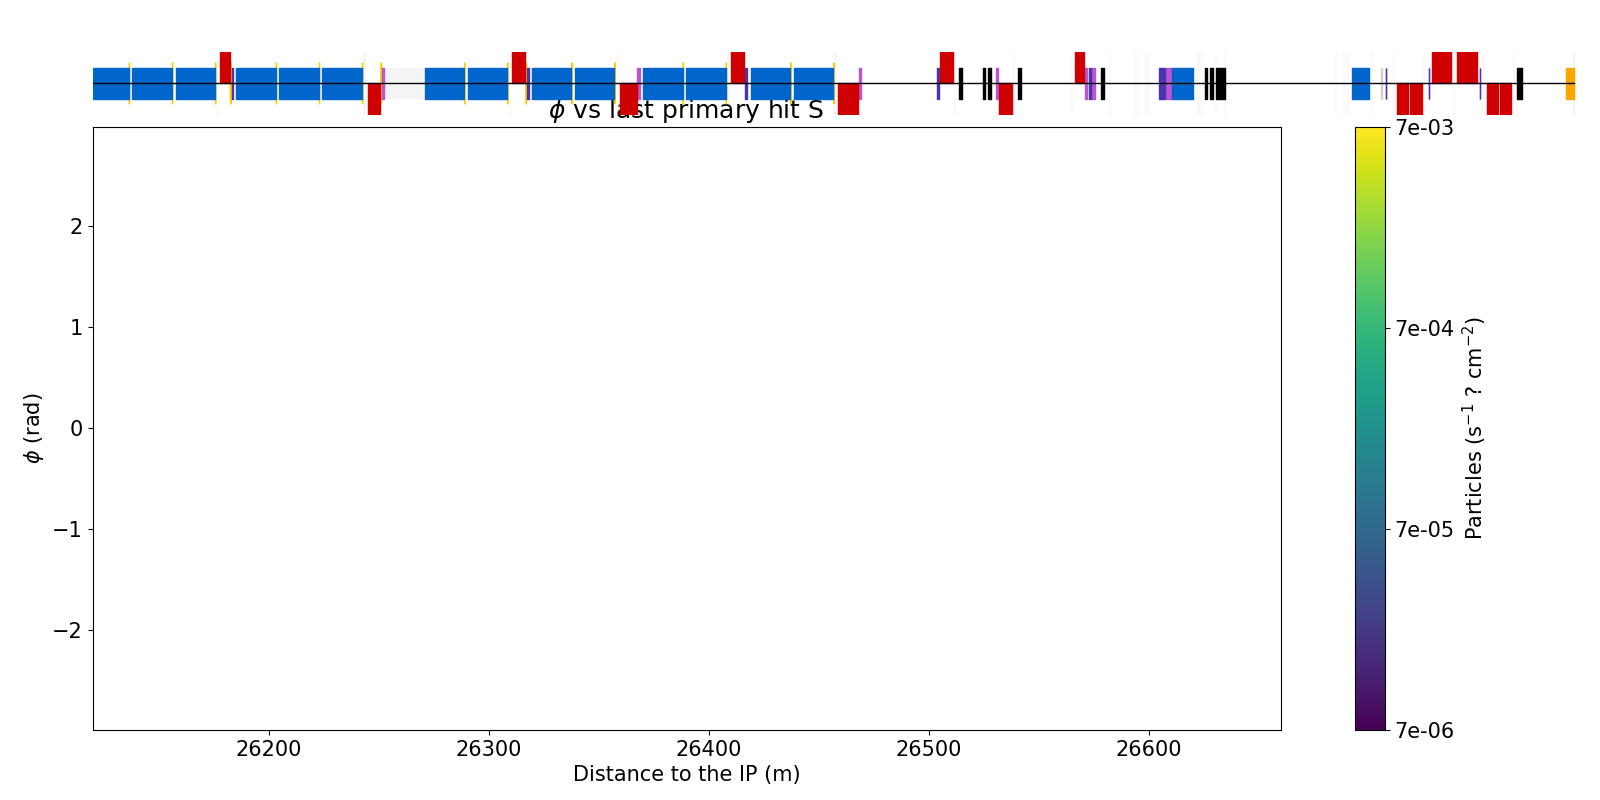 ϕ vs last primary hit S
7e-03
7e-04
7e-05
7e-06
Particles (s⁻¹ ? cm⁻²)
2
1
0
−1
−2
ϕ (rad)
26200 26300 26400 26500 26600
Distance to the IP (m)